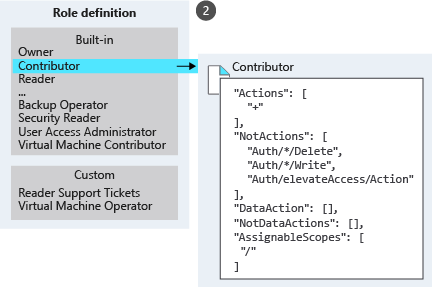 Role definition
2
Built-in
Owner
Contributor
Reader
...
Backup Operator
Security Reader
User Access Administrator
Virtual Machine Contributor
Custom
Reader Support Tickets
Virtual Machine Operator
Contributor
"Actions": [
"+"
],
"NotActions": [
"Auth/*/Delete",
"Auth/*/Write",
"Auth/elevateAccess/Action"
],
"DataAction": [],
"NotDataActions": [],
"AssignableScopes": [
"/"
]